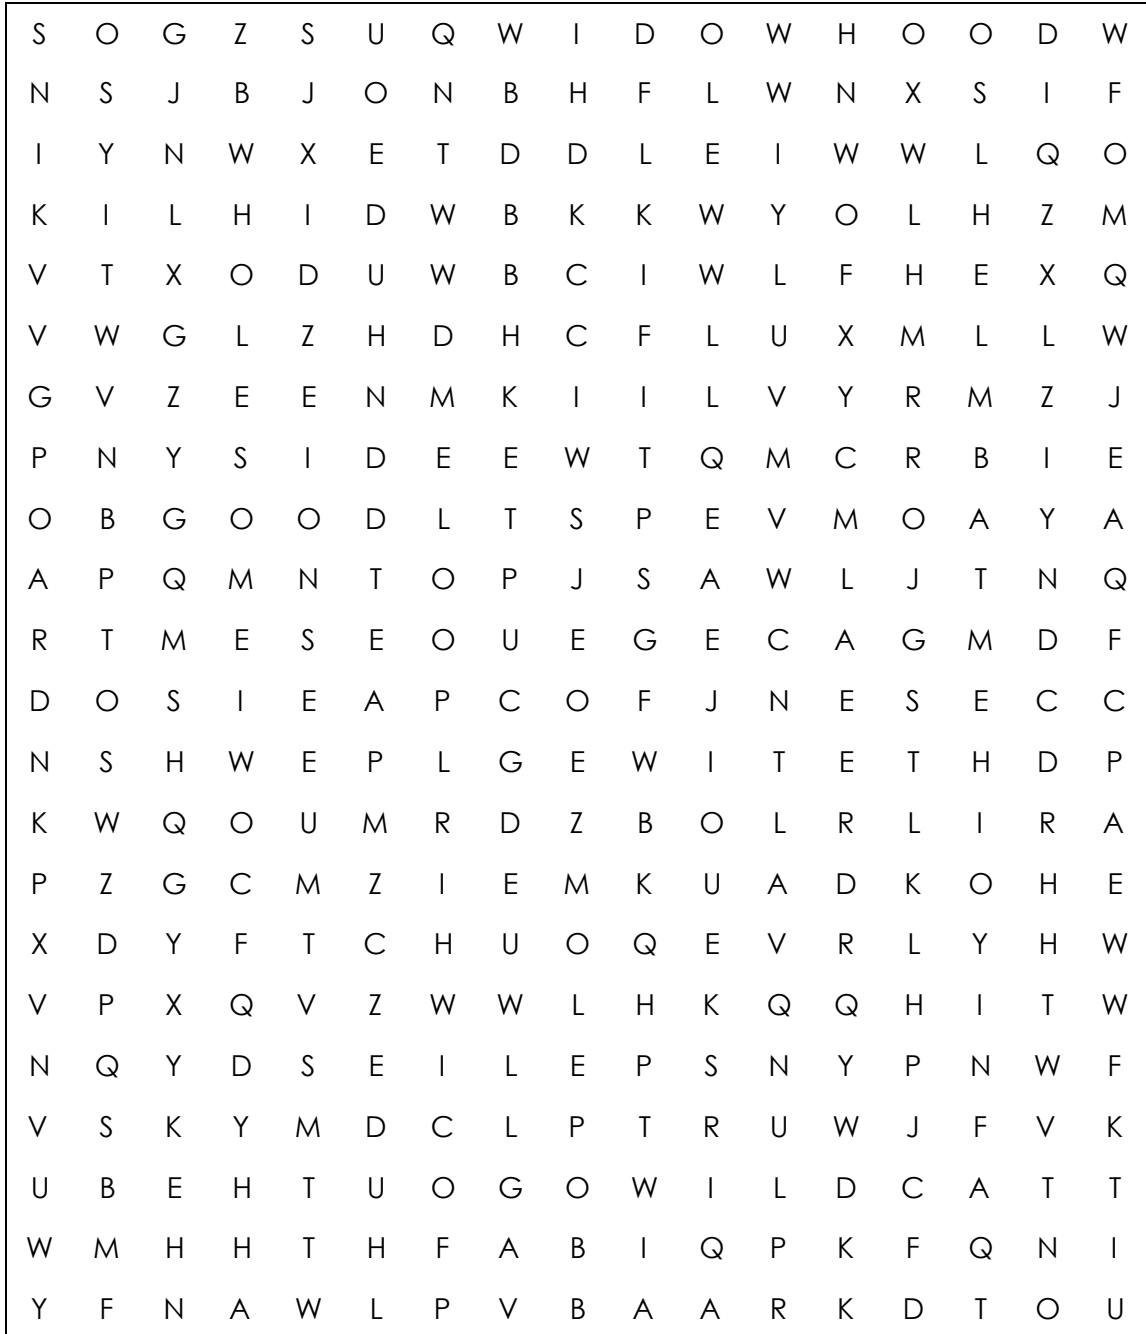 S O G Z S U Q W I D O W H O O D W
N S J B J O N B H F L W N X S I F
I Y N W X E T D D L E I W W L Q O
K I L H I D W B K K W Y O L H Z M
V T X O D U W B C I W L F H E X Q
V W G L Z H D H C F L U X M L L W
G V Z E E N M K I I L V Y R M Z J
P N Y S I D E E W T Q M C R B I E
O B G O O D L T S P E V M O A Y A
A P Q M N T O P J S A W L J T N Q
R T M E S E O U E G E C A G M D F
D O S I E A P C O F J N E S E C C
N S H W E P L G E W I T E T H D P
K W Q O U M R D Z B O L R L I R A
P Z G C M Z I E M K U A D K O H E
X D Y F T C H U O Q E V R L Y H W
V P X Q V Z W W L H K Q Q H I T W
N Q Y D S E I L E P S N Y P N W F
V S K Y M D C L P T R U W J F V K
U B E H T U O G O W I L D C A T T
W M H H T H F A B I Q P K F Q N I
Y F N A W L P V B A A R K D T O U